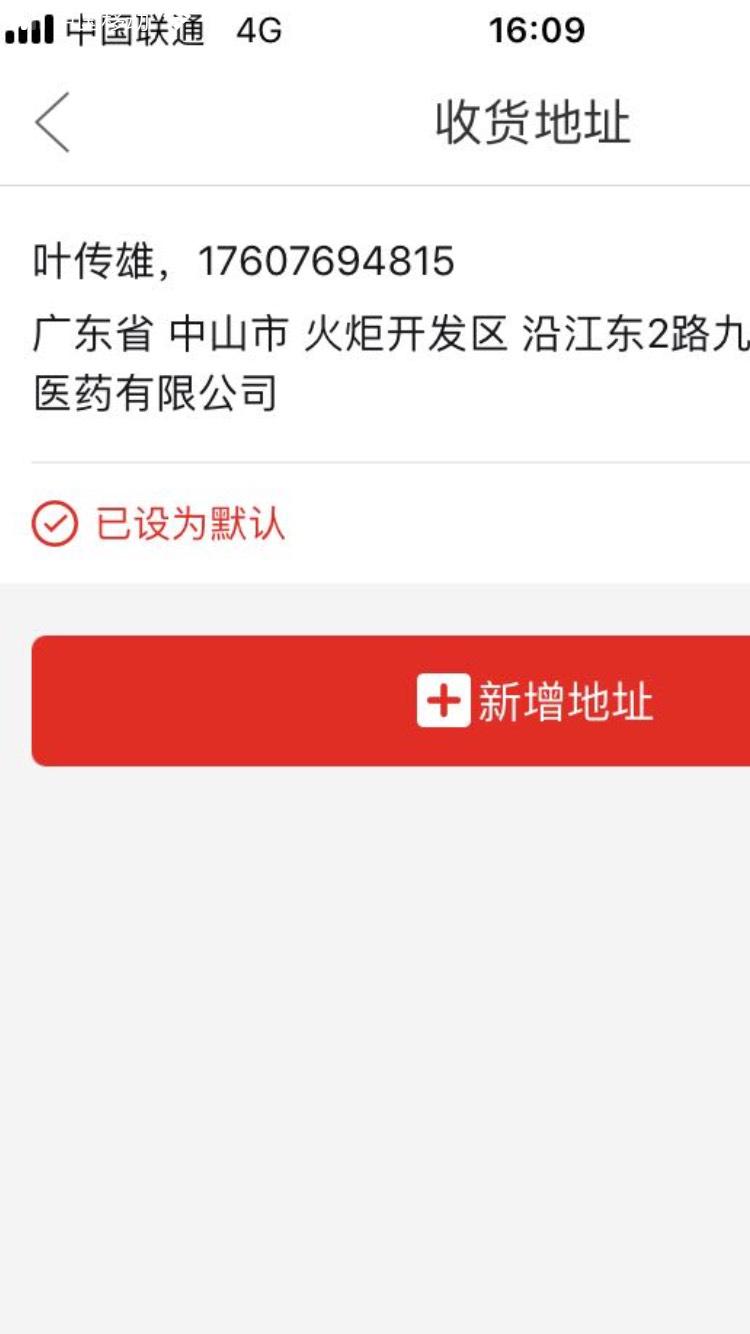 中国联通 4G 16:09
收货地址
叶传雄，17607694815
广东省 中山市 火炬开发区 沿江东2路九
医药有限公司
已设为默认
新增地址